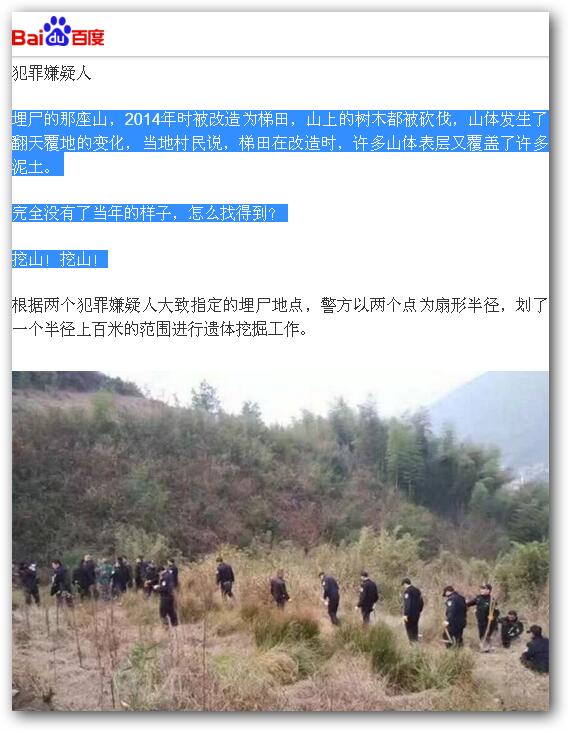 Bai du 百度
犯罪嫌疑人
埋尸的那座山，2014年时被改造为梯田，山上的树木都被砍伐，山体发生了
翻天覆地的变化，当地村民说，梯田在改造时，许多山体表层又覆盖了许多
泥土。
完全没有了当年的样子，怎么找得到？
挖山！挖山！
根据两个犯罪嫌疑人大致指定的埋尸地点，警方以两个点为扇形半径，划了
一个半径上百米的范围进行遗体挖掘工作。